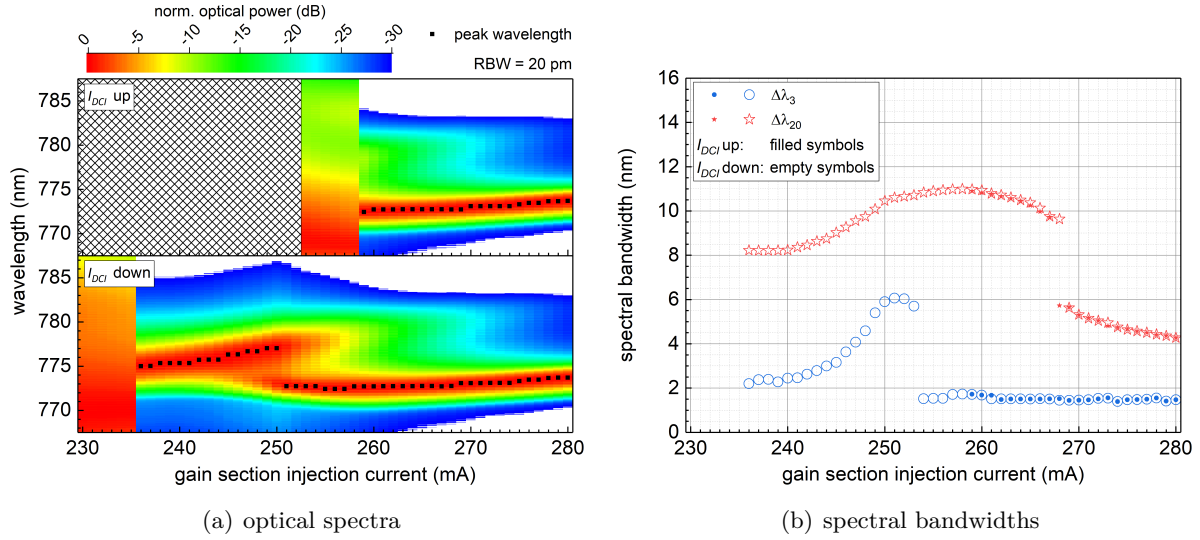 norm. optical power (dB)
0 -5 -10 -15 -20 -25 -30
peak wavelength
RBW = 20 pm
I_DCI up
785
780
775
770
wavelength (nm)
I_DCI down
785
780
775
770
230 240 250 260 270 280
gain section injection current (mA)
(a) optical spectra
16
14
12
10
8
6
4
2
0
spectral bandwidth (nm)
Δλ3
Δλ20
I_DCI up: filled symbols
I_DCI down: empty symbols
230 240 250 260 270 280
gain section injection current (mA)
(b) spectral bandwidths